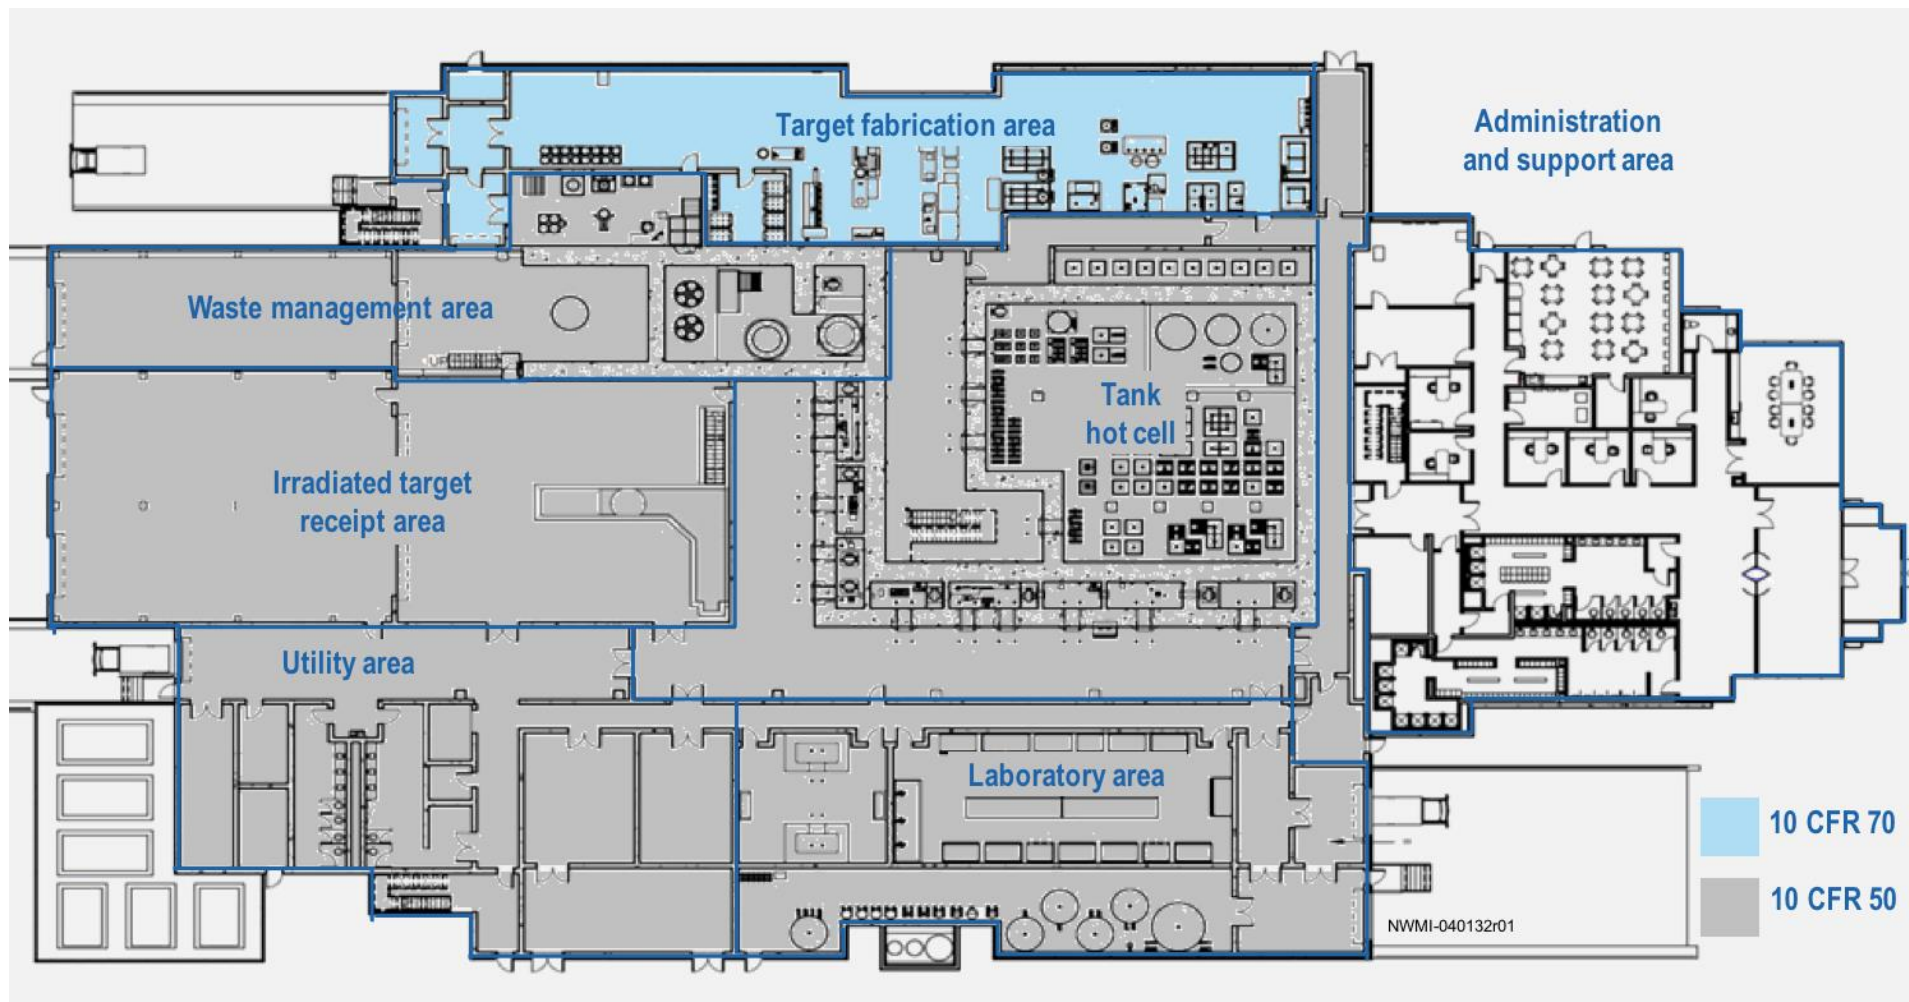 Target fabrication area
Administration
and support area
Waste management area
Tank
hot cell
Irradiated target
receipt area
Utility area
Laboratory area
10 CFR 70
10 CFR 50
NWMI-040132r01